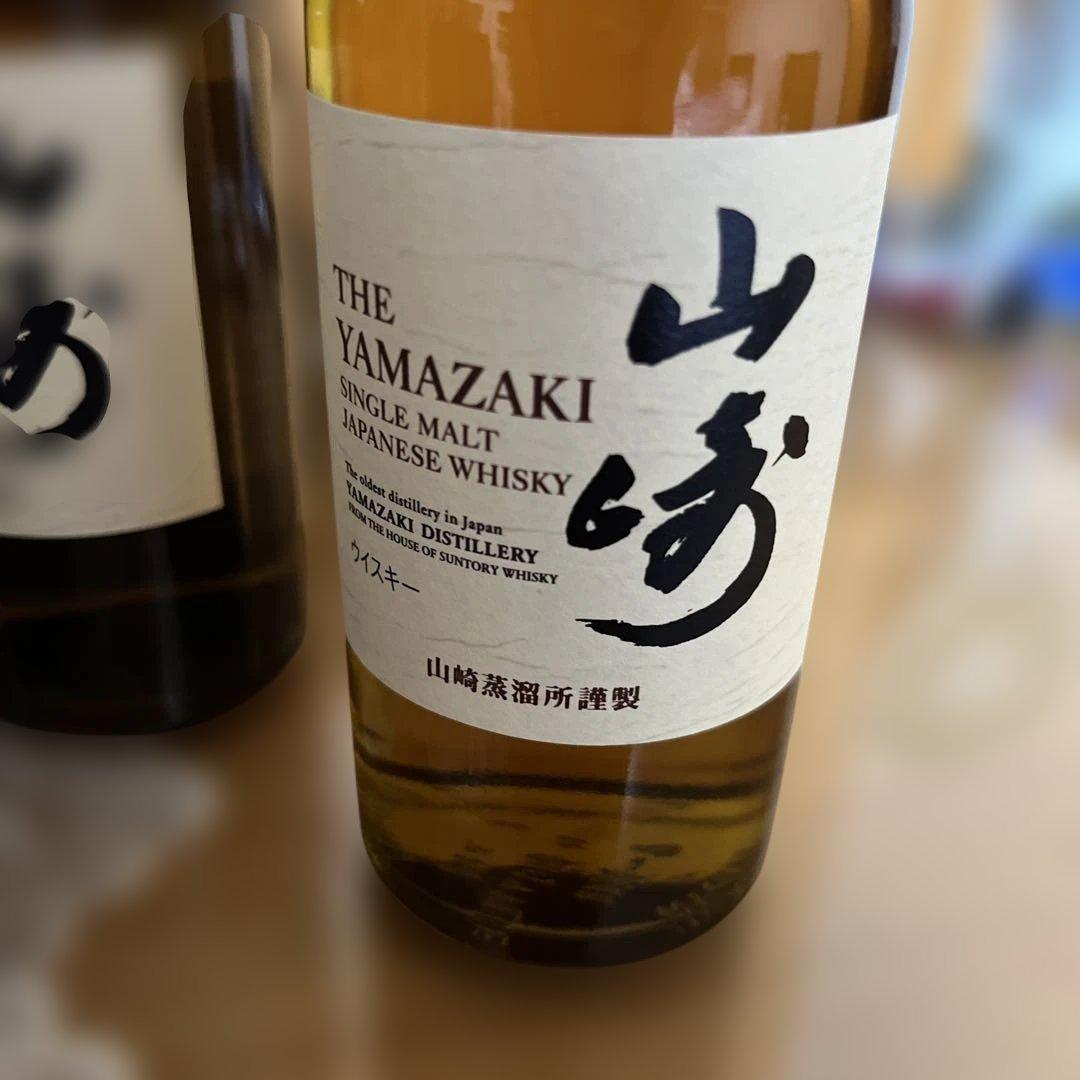 THE
YAMAZAKI
SINGLE MALT
JAPANESE WHISKY
The oldest distillery in Japan
YAMAZAKI DISTILLERY
FROM THE HOUSE OF SUNTORY WHISKY
ウイスキー
山崎
山崎蒸溜所謹製